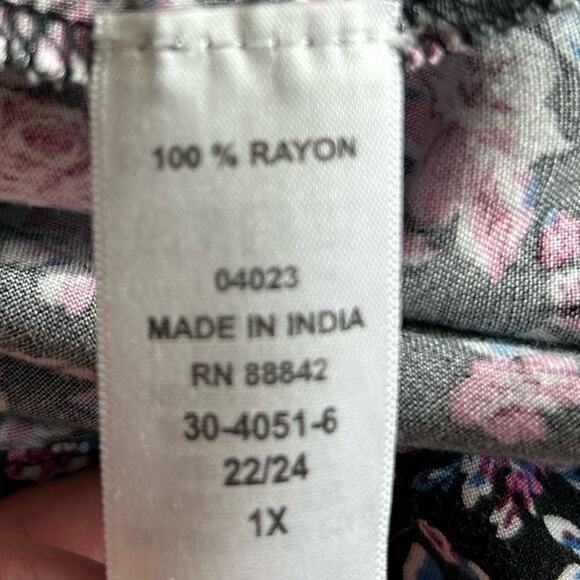 100 % RAYON
04023
MADE IN INDIA
RN 88842
30-4051-6
22/24
1X